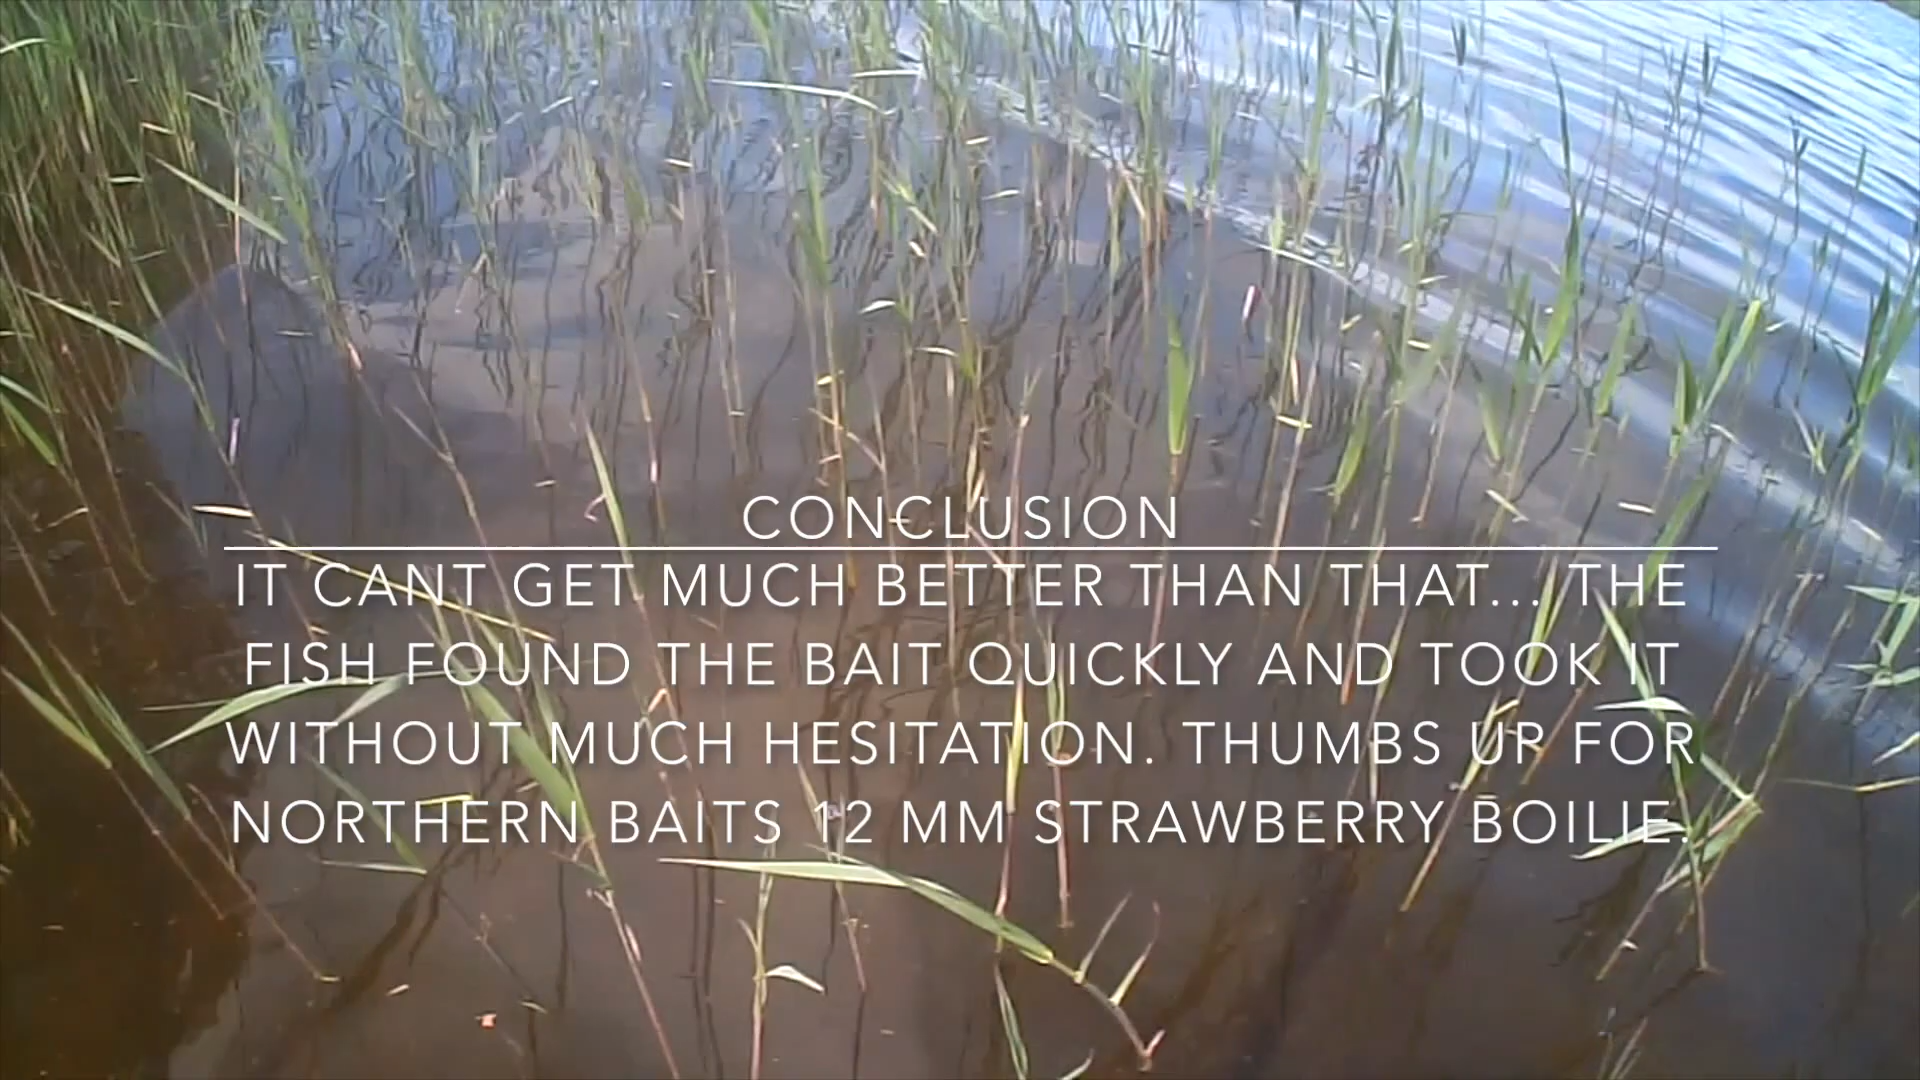 CONCLUSION
IT CANT GET MUCH BETTER THAN THAT... THE
FISH FOUND THE BAIT QUICKLY AND TOOK IT
WITHOUT MUCH HESITATION. THUMBS UP FOR
NORTHERN BAITS 12 MM STRAWBERRY BOILIE.